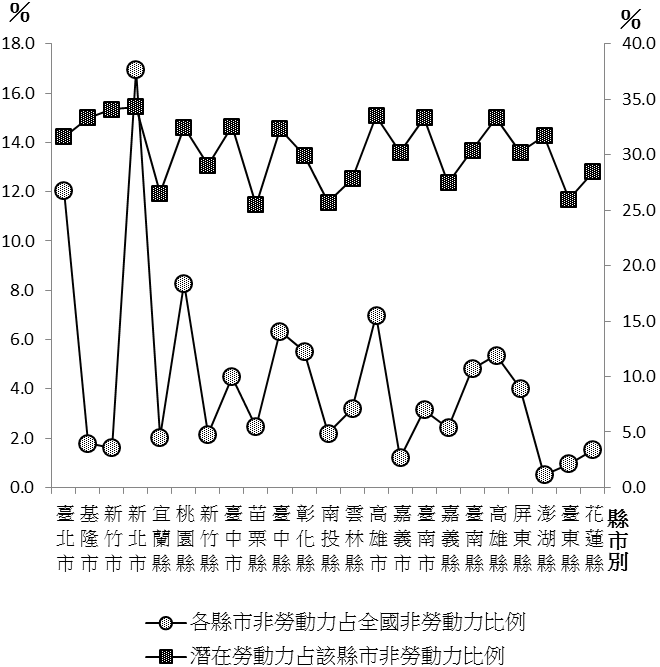 %
%
18.0
16.0
14.0
12.0
10.0
8.0
6.0
4.0
2.0
0.0
40.0
35.0
30.0
25.0
20.0
15.0
10.0
5.0
0.0
臺北市
基隆市
新竹市
新北市
宜蘭縣
桃園縣
新竹縣
臺中市
苗栗縣
臺中縣
彰化縣
南投縣
雲林縣
高雄市
嘉義市
臺南市
嘉義縣
臺南縣
高雄縣
屏東縣
澎湖縣
臺東縣
花蓮縣
縣市別
各縣市非勞動力占全國非勞動力比例
潛在勞動力占該縣市非勞動力比例